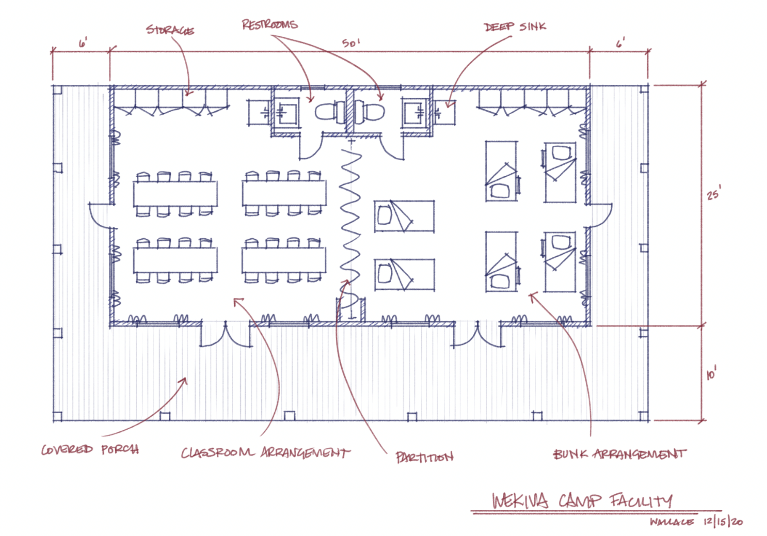 STORAGE
RESTROOMS
DEEP SINK
6'
50'
6'
25'
10'
COVERED PORCH
CLASSROOM ARRANGEMENT
PARTITION
BUNK ARRANGEMENT
WEKIVA CAMP FACILITY
WALLACE 12/15/20